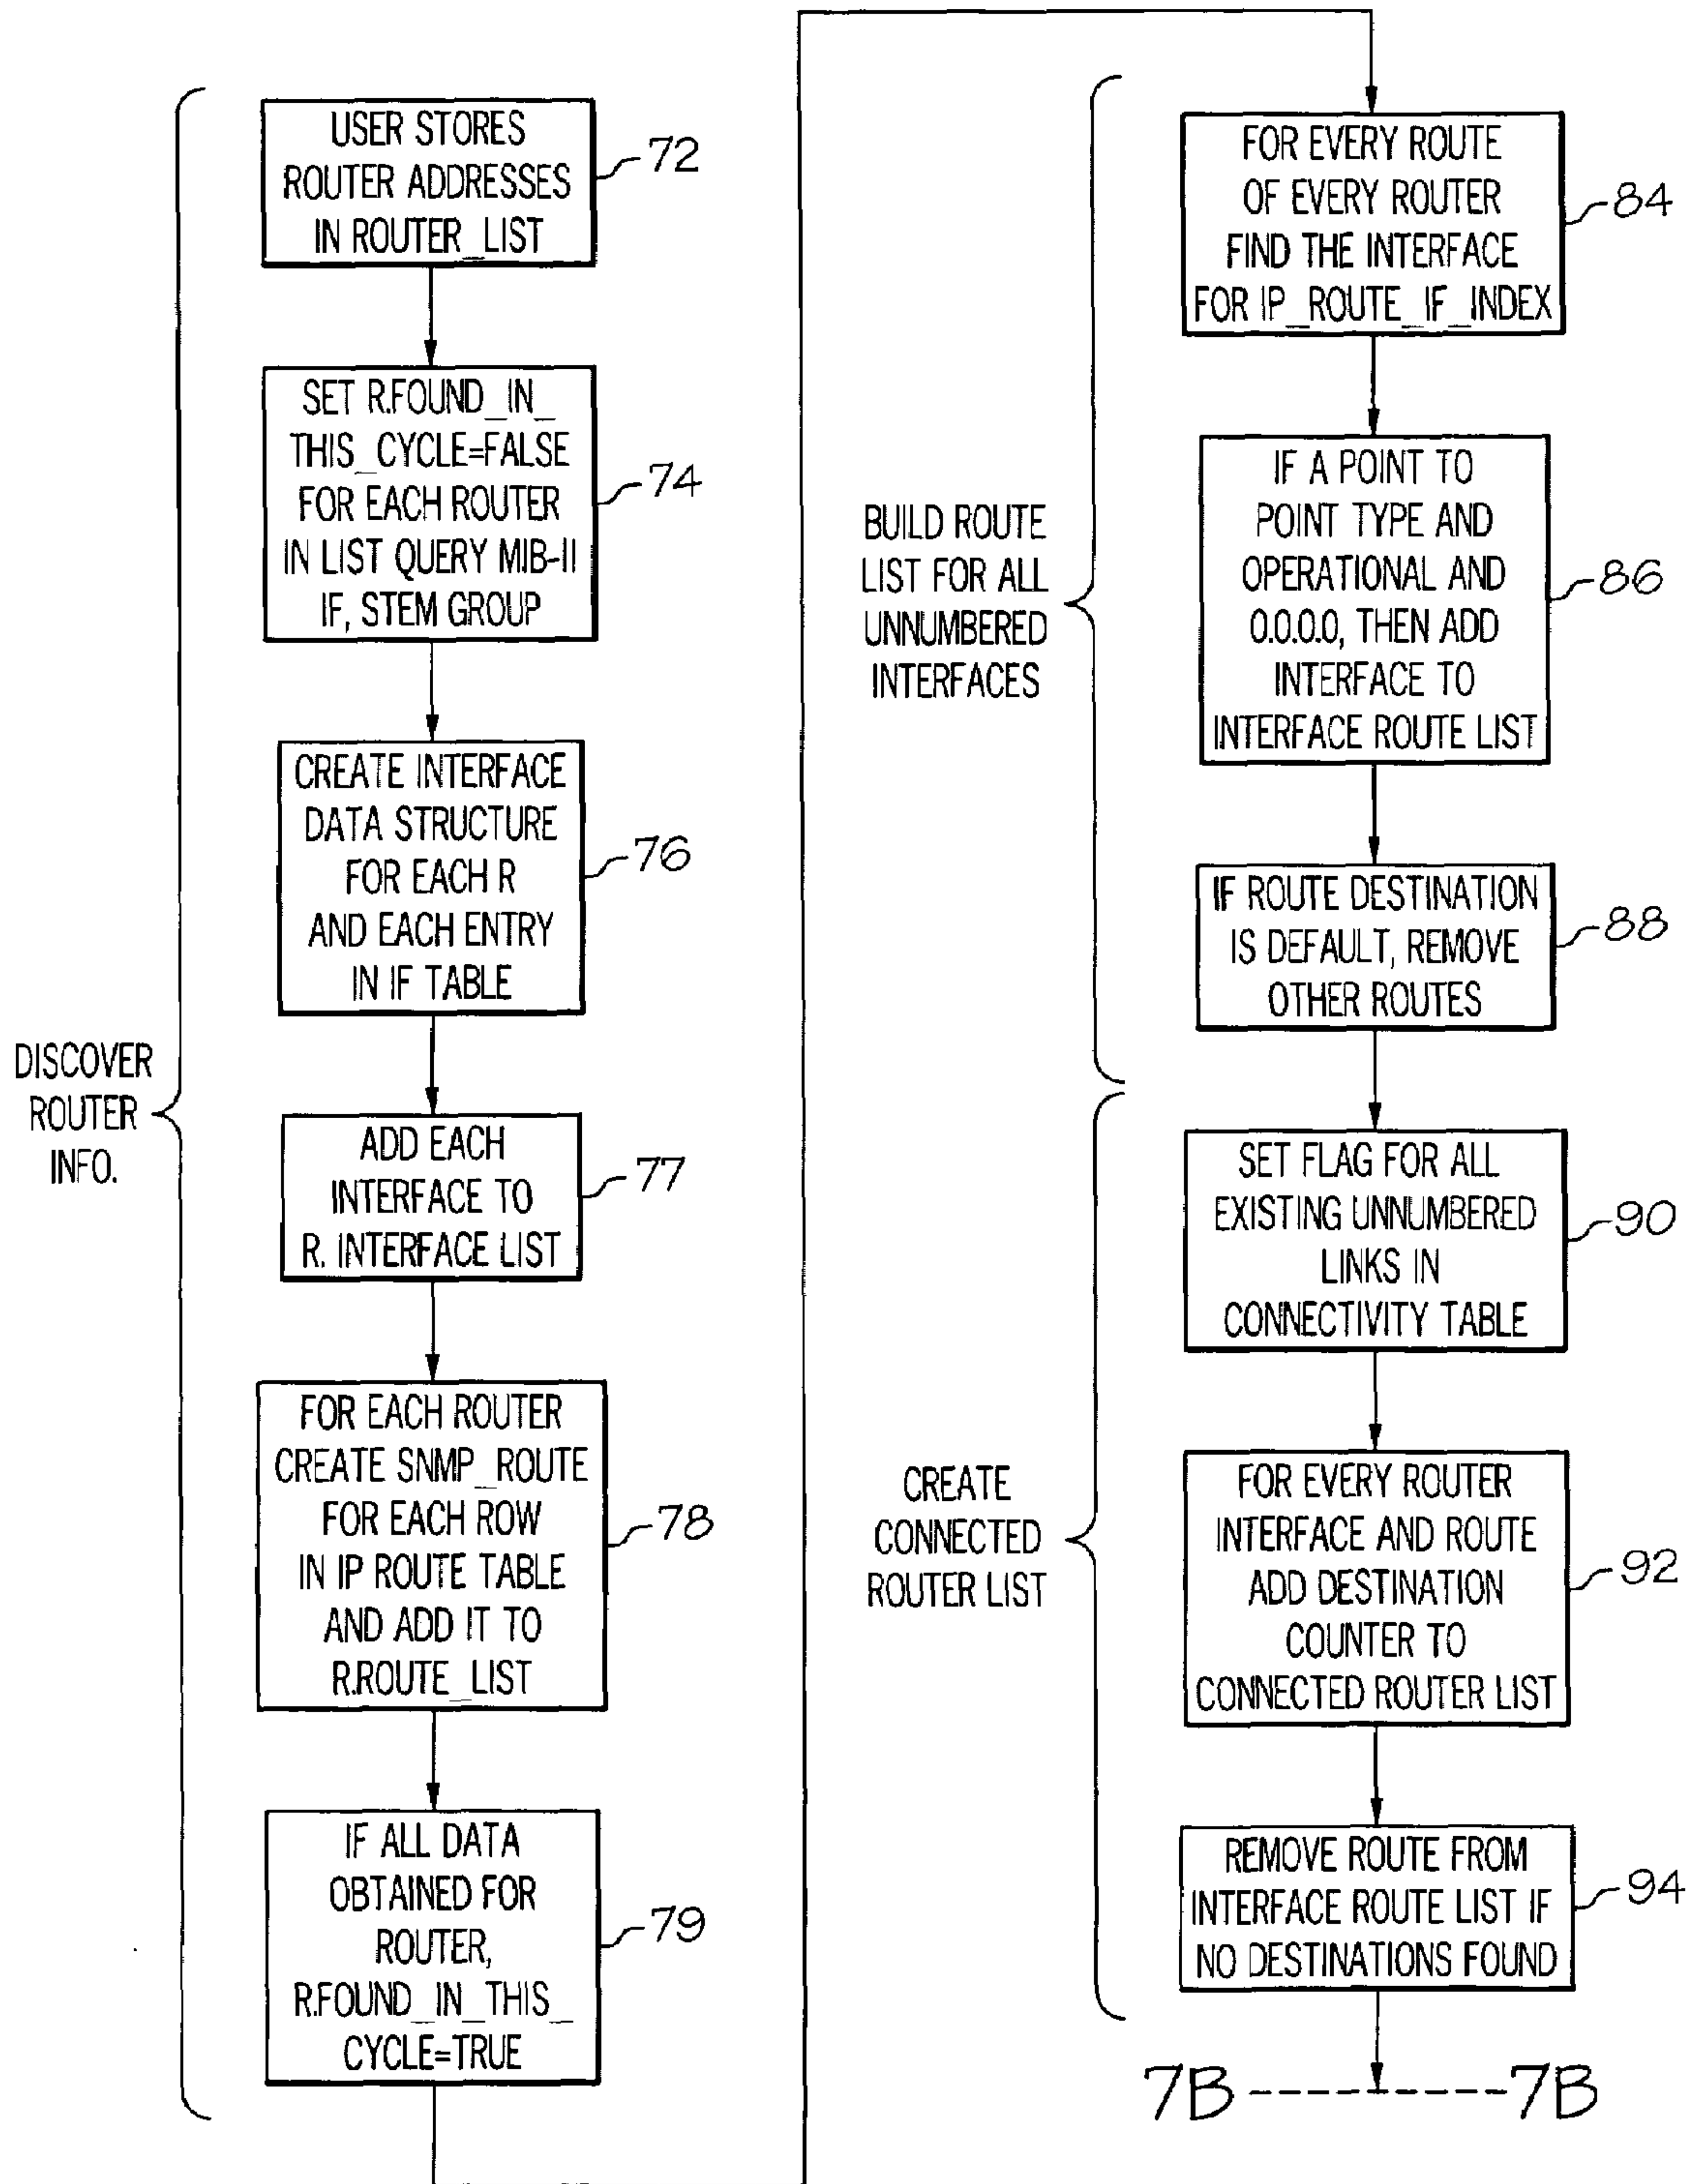 DISCOVER
ROUTER
INFO.
USER STORES
ROUTER ADDRESSES
IN ROUTER_LIST
72
SET R.FOUND_IN_
THIS_CYCLE=FALSE
FOR EACH ROUTER
IN LIST QUERY MIB-II
IF, STEM GROUP
74
CREATE INTERFACE
DATA STRUCTURE
FOR EACH R
AND EACH ENTRY
IN IF TABLE
76
ADD EACH
INTERFACE TO
R. INTERFACE LIST
77
FOR EACH ROUTER
CREATE SNMP_ROUTE
FOR EACH ROW
IN IP ROUTE TABLE
AND ADD IT TO
R.ROUTE_LIST
78
IF ALL DATA
OBTAINED FOR
ROUTER,
R.FOUND_IN_THIS_
CYCLE=TRUE
79
BUILD ROUTE
LIST FOR ALL
UNNUMBERED
INTERFACES
FOR EVERY ROUTE
OF EVERY ROUTER
FIND THE INTERFACE
FOR IP_ROUTE_IF_INDEX
84
IF A POINT TO
POINT TYPE AND
OPERATIONAL AND
0.0.0.0, THEN ADD
INTERFACE TO
INTERFACE ROUTE LIST
86
IF ROUTE DESTINATION
IS DEFAULT, REMOVE
OTHER ROUTES
88
CREATE
CONNECTED
ROUTER LIST
SET FLAG FOR ALL
EXISTING UNNUMBERED
LINKS IN
CONNECTIVITY TABLE
90
FOR EVERY ROUTER
INTERFACE AND ROUTE
ADD DESTINATION
COUNTER TO
CONNECTED ROUTER LIST
92
REMOVE ROUTE FROM
INTERFACE ROUTE LIST IF
NO DESTINATIONS FOUND
94
7B ------ 7B